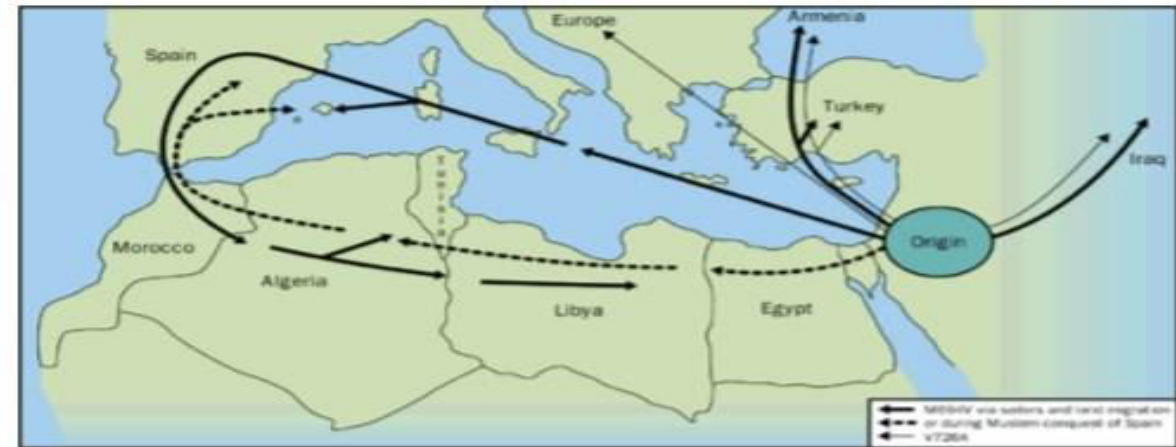 Europe
Armenia
Spain
Turkey
Iraq
Tunisia
Origin
Morocco
Algeria
Libya
Egypt
M694V via sailors and land migration
or during Muslem conquest of Spain
V726A